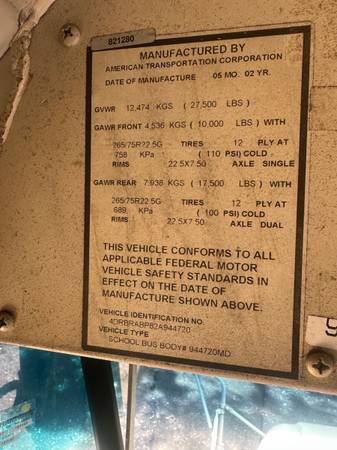 821280
MANUFACTURED BY
AMERICAN TRANSPORTATION CORPORATION
DATE OF MANUFACTURE 05 MO. 02 YR.
GVWR 12,474 KGS ( 27,500 LBS )
GAWR FRONT 4,536 KGS ( 10,000 LBS ) WITH
265/75R22.5G TIRES 12 PLY AT
758 KPa ( 110 PSI) COLD
RIMS 22.5X7.50 AXLE SINGLE
GAWR REAR 7,938 KGS ( 17,500 LBS ) WITH
265/75R22.5G TIRES 12 PLY AT
689 KPa ( 100 PSI) COLD
RIMS 22.5X7.50 AXLE DUAL
THIS VEHICLE CONFORMS TO ALL
APPLICABLE FEDERAL MOTOR
VEHICLE SAFETY STANDARDS IN
EFFECT ON THE DATE OF
MANUFACTURE SHOWN ABOVE.
VEHICLE IDENTIFICATION NO.
4DRBRABP82A944720
VEHICLE TYPE
SCHOOL BUS BODY# 944720MD